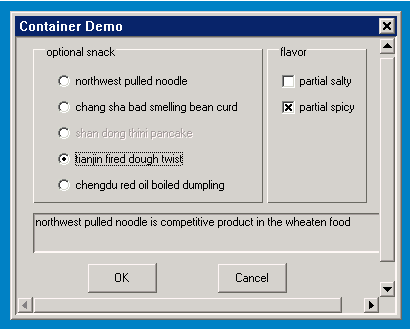 Container Demo
optional snack
flavor
northwest pulled noodle
partial salty
chang sha bad smelling bean curd
partial spicy
shan dong thini pancake
tianjin fired dough twist
chengdu red oil boiled dumpling
northwest pulled noodle is competitive product in the wheaten food
OK
Cancel